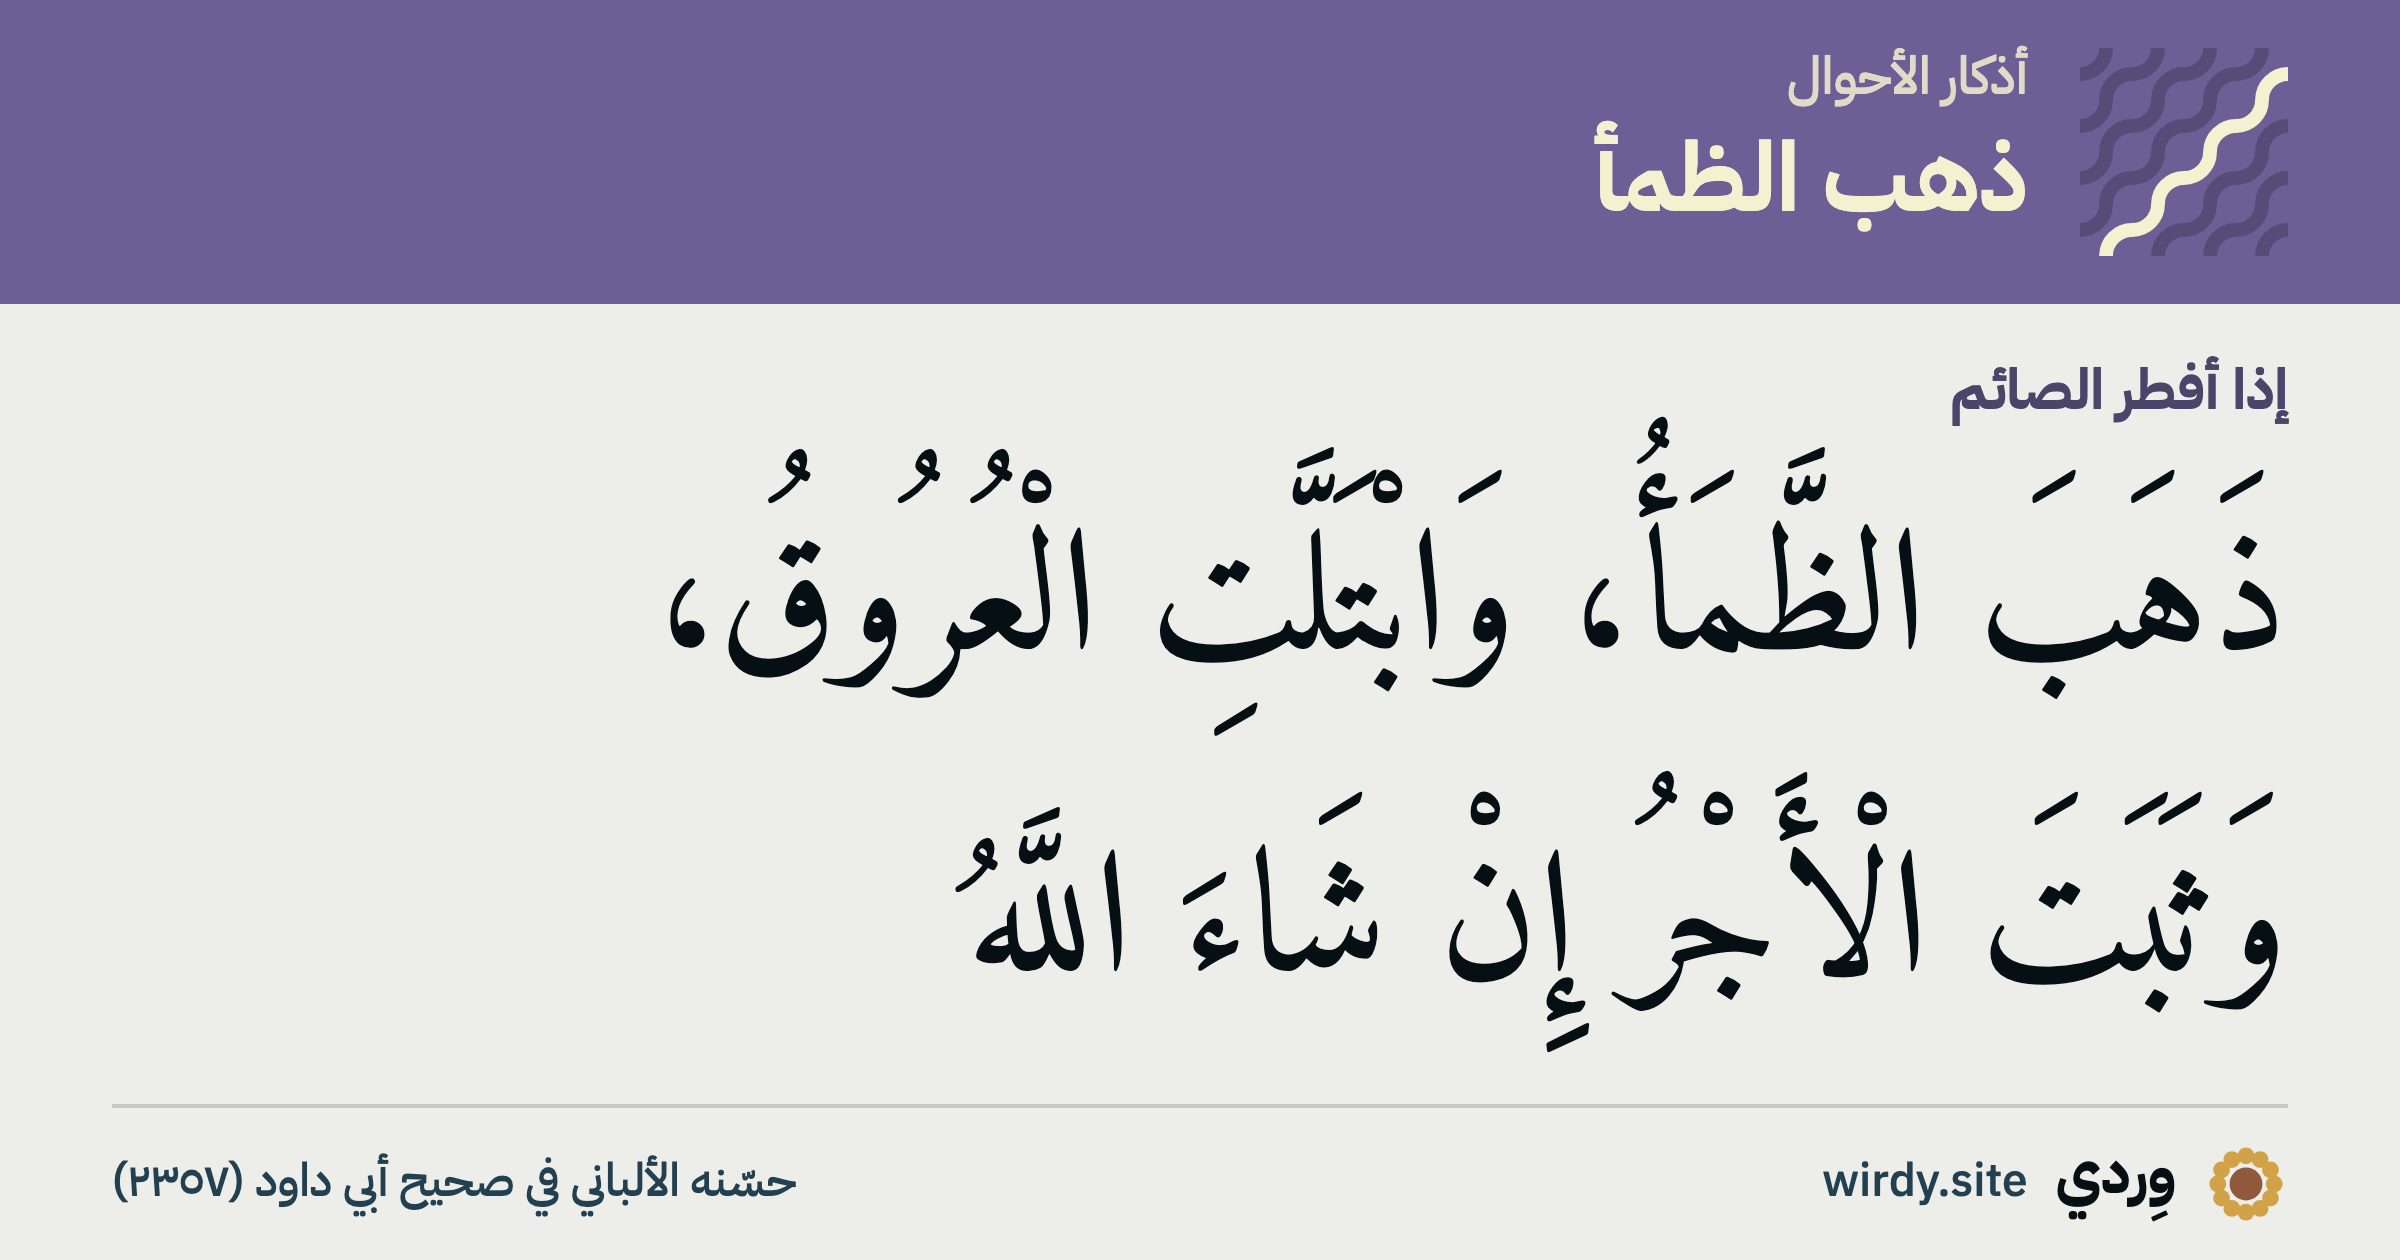 أذكار الأحوال
ذهب الظمأ
إذا أفطر الصائم
ذَهَبَ الظَّمَأُ، وَابْتَلَّتِ الْعُرُوقُ،
وَثَبَتَ الْأَجْرُ إِنْ شَاءَ اللَّهُ
وِردي wirdy.site
حسّنه الألباني في صحيح أبي داود (٢٣٥٧)